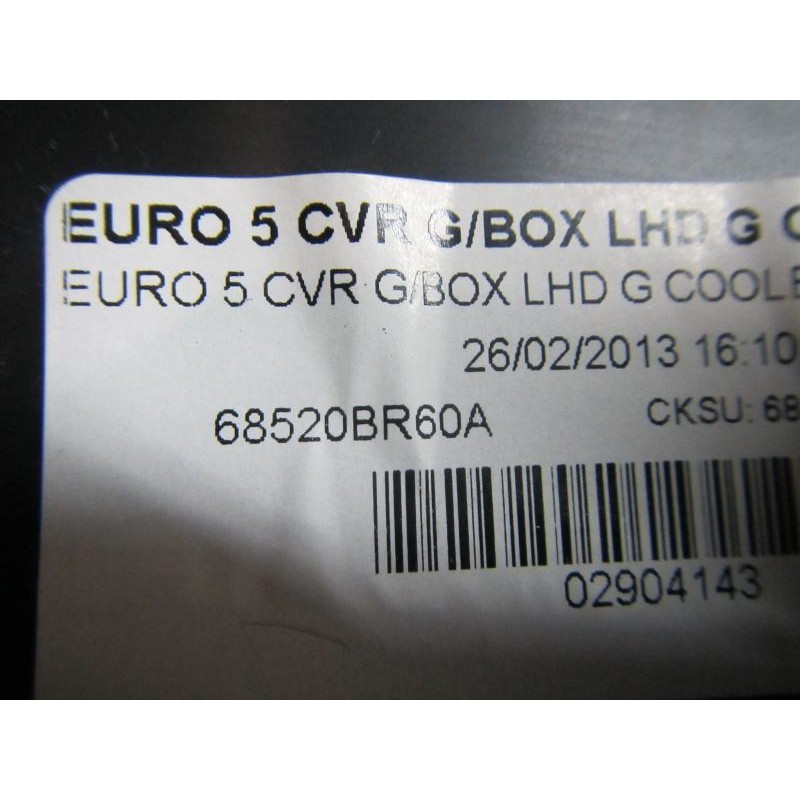 EURO 5 CVR G/BOX LHD G
EURO 5 CVR G/BOX LHD G COOLE
26/02/2013 16:10
68520BR60A CKSU: 68
02904143